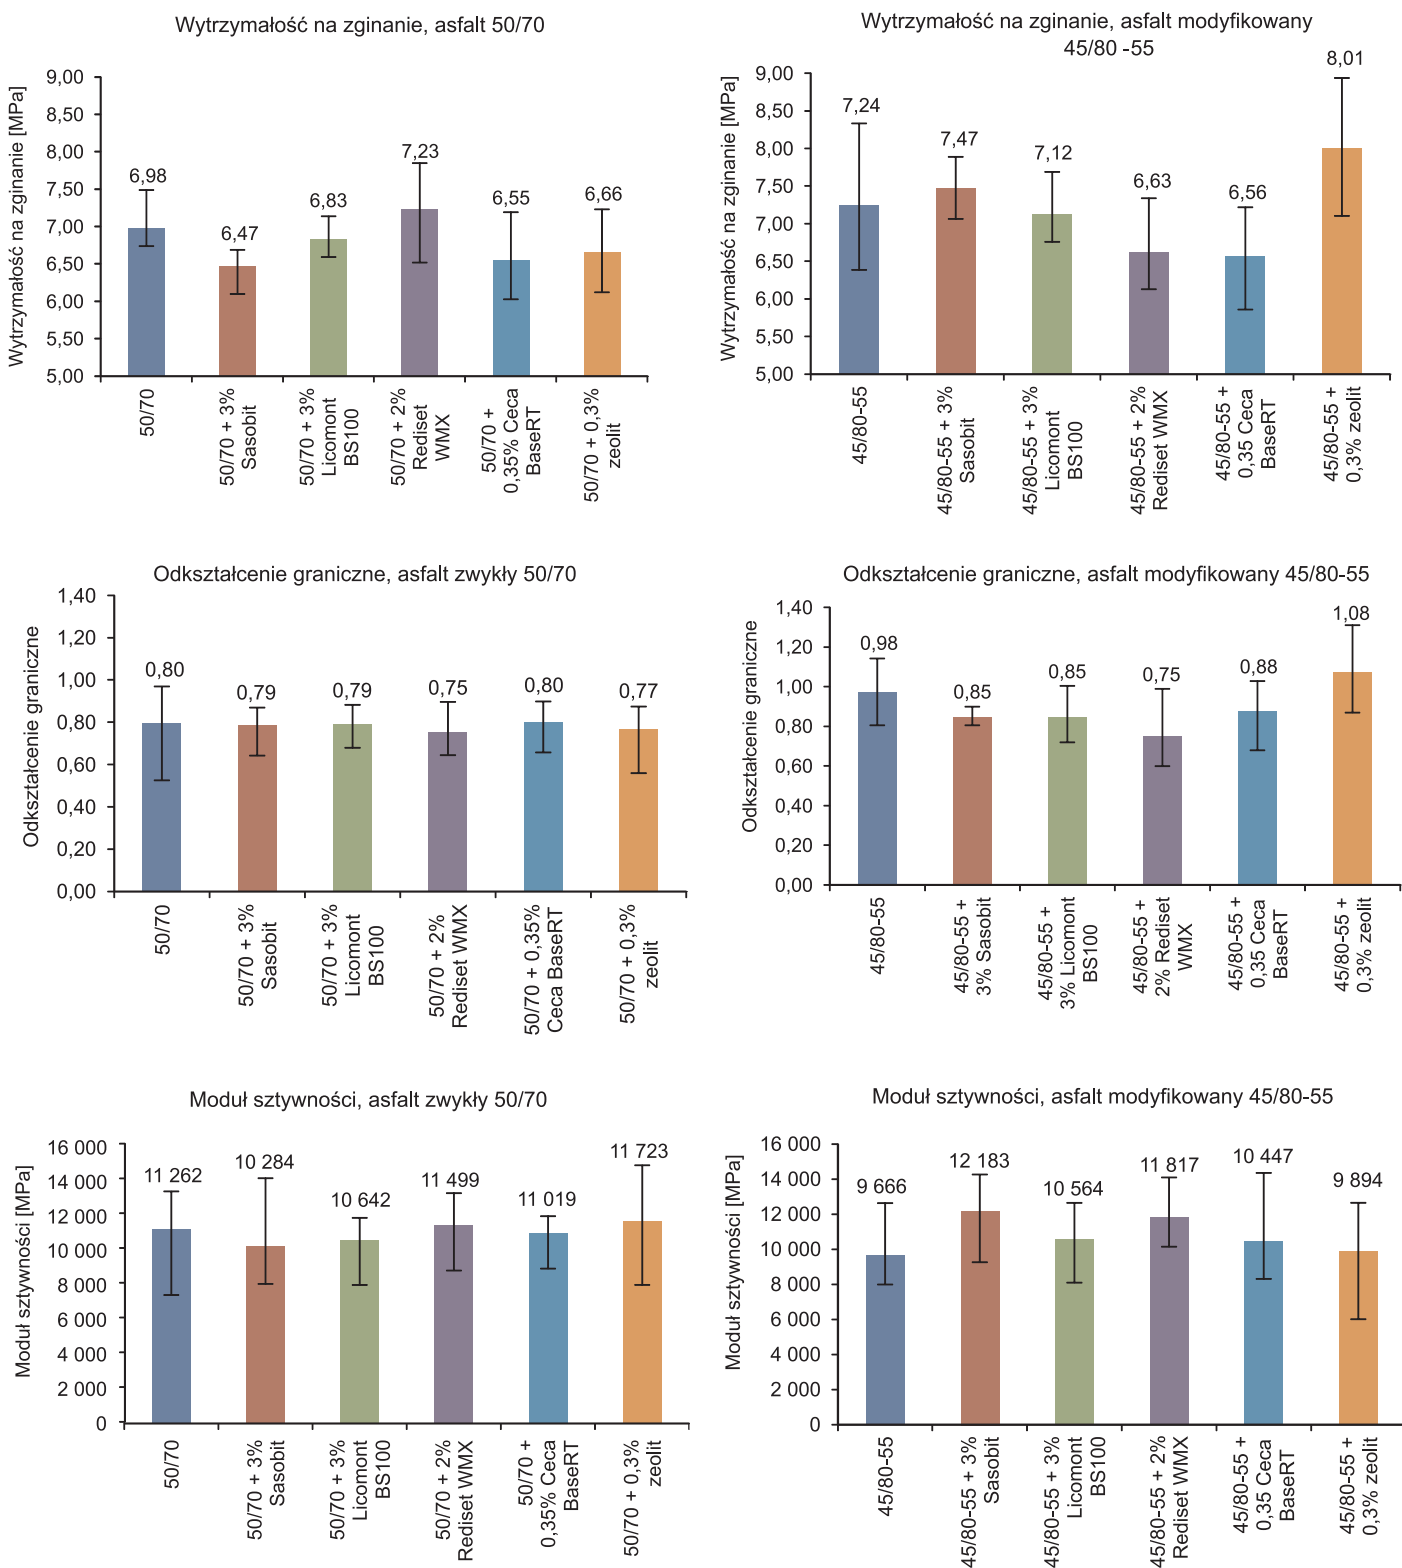 Wytrzymałość na zginanie, asfalt 50/70
Wytrzymałość na zginanie [MPa]
9,00
8,50
8,00
7,50
7,00
6,50
6,00
5,50
5,00
6,98
6,47
6,83
7,23
6,55
6,66
50/70
50/70 + 3%
Sasobit
50/70 + 3%
Licomont
BS100
50/70 + 2%
Rediset
WMX
50/70 +
0,35% Ceca
BaseRT
50/70 + 0,3%
zeolit
Wytrzymałość na zginanie, asfalt modyfikowany
45/80 -55
Wytrzymałość na zginanie [MPa]
9,00
8,50
8,00
7,50
7,00
6,50
6,00
5,50
5,00
7,24
7,47
7,12
6,63
6,56
8,01
45/80-55
45/80-55 + 3%
Sasobit
45/80-55 + 3%
Licomont
BS100
45/80-55 + 2%
Rediset WMX
45/80-55 +
0,35 Ceca
BaseRT
45/80-55 +
0,3% zeolit
Odkształcenie graniczne, asfalt zwykły 50/70
Odkształcenie graniczne
1,40
1,20
1,00
0,80
0,60
0,40
0,20
0,00
0,80
0,79
0,79
0,75
0,80
0,77
50/70
50/70 + 3%
Sasobit
50/70 + 3%
Licomont
BS100
50/70 + 2%
Rediset WMX
50/70 + 0,35%
Ceca BaseRT
50/70 + 0,3%
zeolit
Odkształcenie graniczne, asfalt modyfikowany 45/80-55
Odkształcenie graniczne
1,40
1,20
1,00
0,80
0,60
0,40
0,20
0,00
0,98
0,85
0,85
0,75
0,88
1,08
45/80-55
45/80-55 +
3% Sasobit
45/80-55 +
3% Licomont
BS100
45/80-55 +
2% Rediset
WMX
45/80-55 +
0,35 Ceca
BaseRT
45/80-55 +
0,3% zeolit
Moduł sztywności, asfalt zwykły 50/70
Moduł sztywności [MPa]
16 000
14 000
12 000
10 000
8 000
6 000
4 000
2 000
0
11 262
10 284
10 642
11 499
11 019
11 723
50/70
50/70 + 3%
Sasobit
50/70 + 3%
Licomont
BS100
50/70 + 2%
Rediset WMX
50/70 +
0,35% Ceca
BaseRT
50/70 + 0,3%
zeolit
Moduł sztywności, asfalt modyfikowany 45/80-55
Moduł sztywności [MPa]
16 000
14 000
12 000
10 000
8 000
6 000
4 000
2 000
0
9 666
12 183
10 564
11 817
10 447
9 894
45/80-55
45/80-55 + 3%
Sasobit
45/80-55 + 3%
Licomont
BS100
45/80-55 + 2%
Rediset WMX
45/80-55 +
0,35 Ceca
BaseRT
45/80-55 +
0,3% zeolit